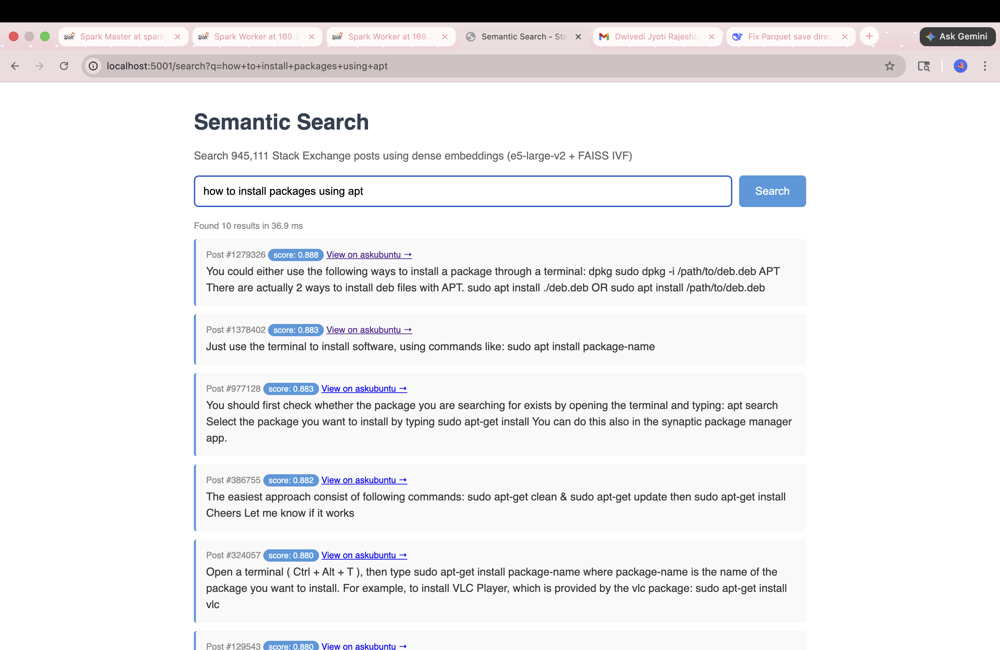 Spark Master at spark
Spark Worker at 169.2
Spark Worker at 169.2
Semantic Search - Sta
Dwivedi Jyoti Rajeshb
Fix Parquet save direc
Ask Gemini
localhost:5001/search?q=how+to+install+packages+using+apt
Semantic Search
Search 945,111 Stack Exchange posts using dense embeddings (e5-large-v2 + FAISS IVF)
how to install packages using apt
Search
Found 10 results in 36.9 ms
Post #1279326 score: 0.888 View on askubuntu →
You could either use the following ways to install a package through a terminal: dpkg sudo dpkg -i /path/to/deb.deb APT
There are actually 2 ways to install deb files with APT. sudo apt install ./deb.deb OR sudo apt install /path/to/deb.deb
Post #1378402 score: 0.883 View on askubuntu →
Just use the terminal to install software, using commands like: sudo apt install package-name
Post #977128 score: 0.883 View on askubuntu →
You should first check whether the package you are searching for exists by opening the terminal and typing: apt search
Select the package you want to install by typing sudo apt-get install You can do this also in the synaptic package manager
app.
Post #386755 score: 0.882 View on askubuntu →
The easiest approach consist of following commands: sudo apt-get clean & sudo apt-get update then sudo apt-get install
Cheers Let me know if it works
Post #324057 score: 0.880 View on askubuntu →
Open a terminal ( Ctrl + Alt + T ), then type sudo apt-get install package-name where package-name is the name of the
package you want to install. For example, to install VLC Player, which is provided by the vlc package: sudo apt-get install
vlc
Post #129543 score: 0.880 View on askubuntu →